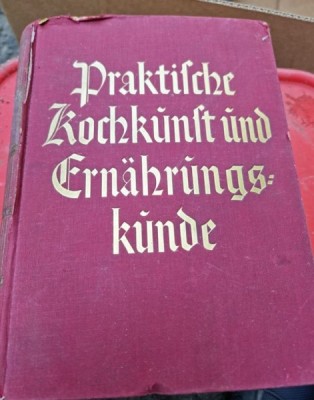 Praktiſche
Kochkunſt und
Ernährungs-
kunde